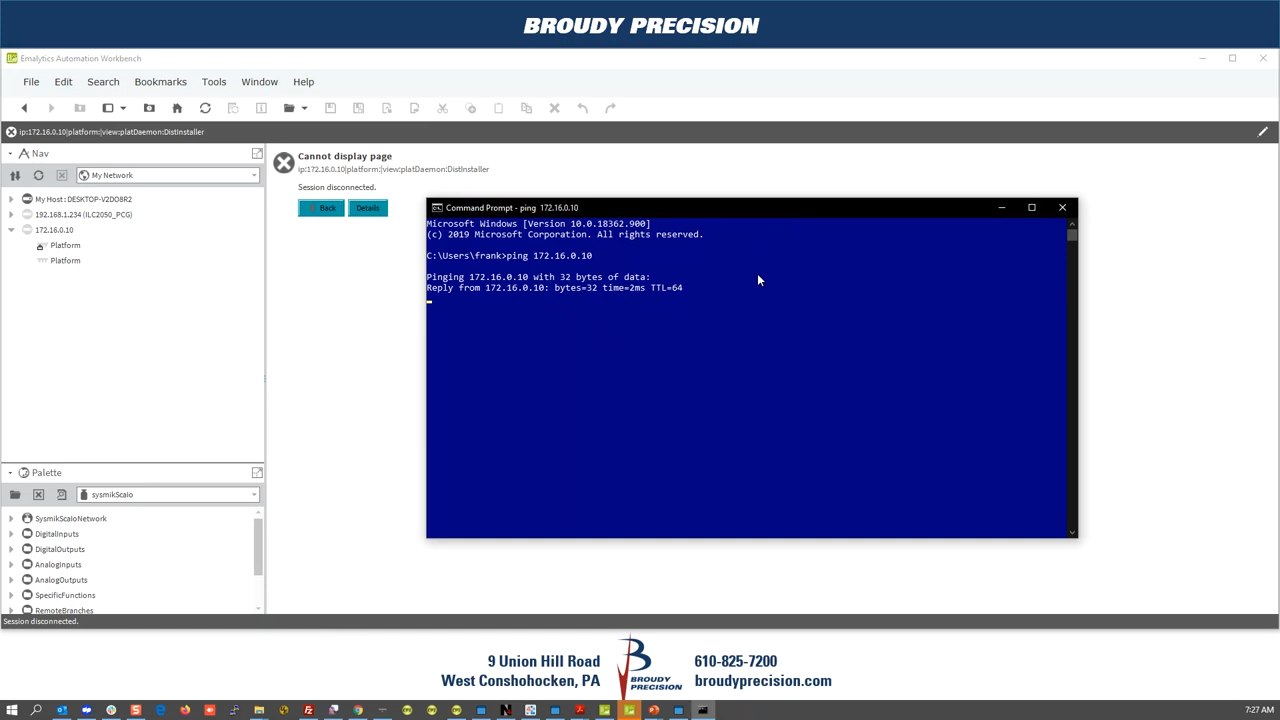 BROUDY PRECISION
Emalytics Automation Workbench
File Edit Search Bookmarks Tools Window Help
ip:172.16.0.10|platform:|view:platDaemon:DistInstaller
Nav
My Network
My Host : DESKTOP-V2DO8R2
192.168.1.234 (ILC2050_PCG)
172.16.0.10
Platform
Platform
Cannot display page
ip:172.16.0.10|platform:|view:platDaemon:DistInstaller
Session disconnected.
Back Details
Command Prompt - ping 172.16.0.10
Microsoft Windows [Version 10.0.18362.900]
(c) 2019 Microsoft Corporation. All rights reserved.
C:\Users\frank>ping 172.16.0.10
Pinging 172.16.0.10 with 32 bytes of data:
Reply from 172.16.0.10: bytes=32 time=2ms TTL=64
Palette
sysmikScaIo
SysmikScaIoNetwork
DigitalInputs
DigitalOutputs
AnalogInputs
AnalogOutputs
SpecificFunctions
RemoteBranches
Session disconnected.
9 Union Hill Road
West Conshohocken, PA
B
BROUDY
PRECISION
610-825-7200
broudyprecision.com
7:27 AM